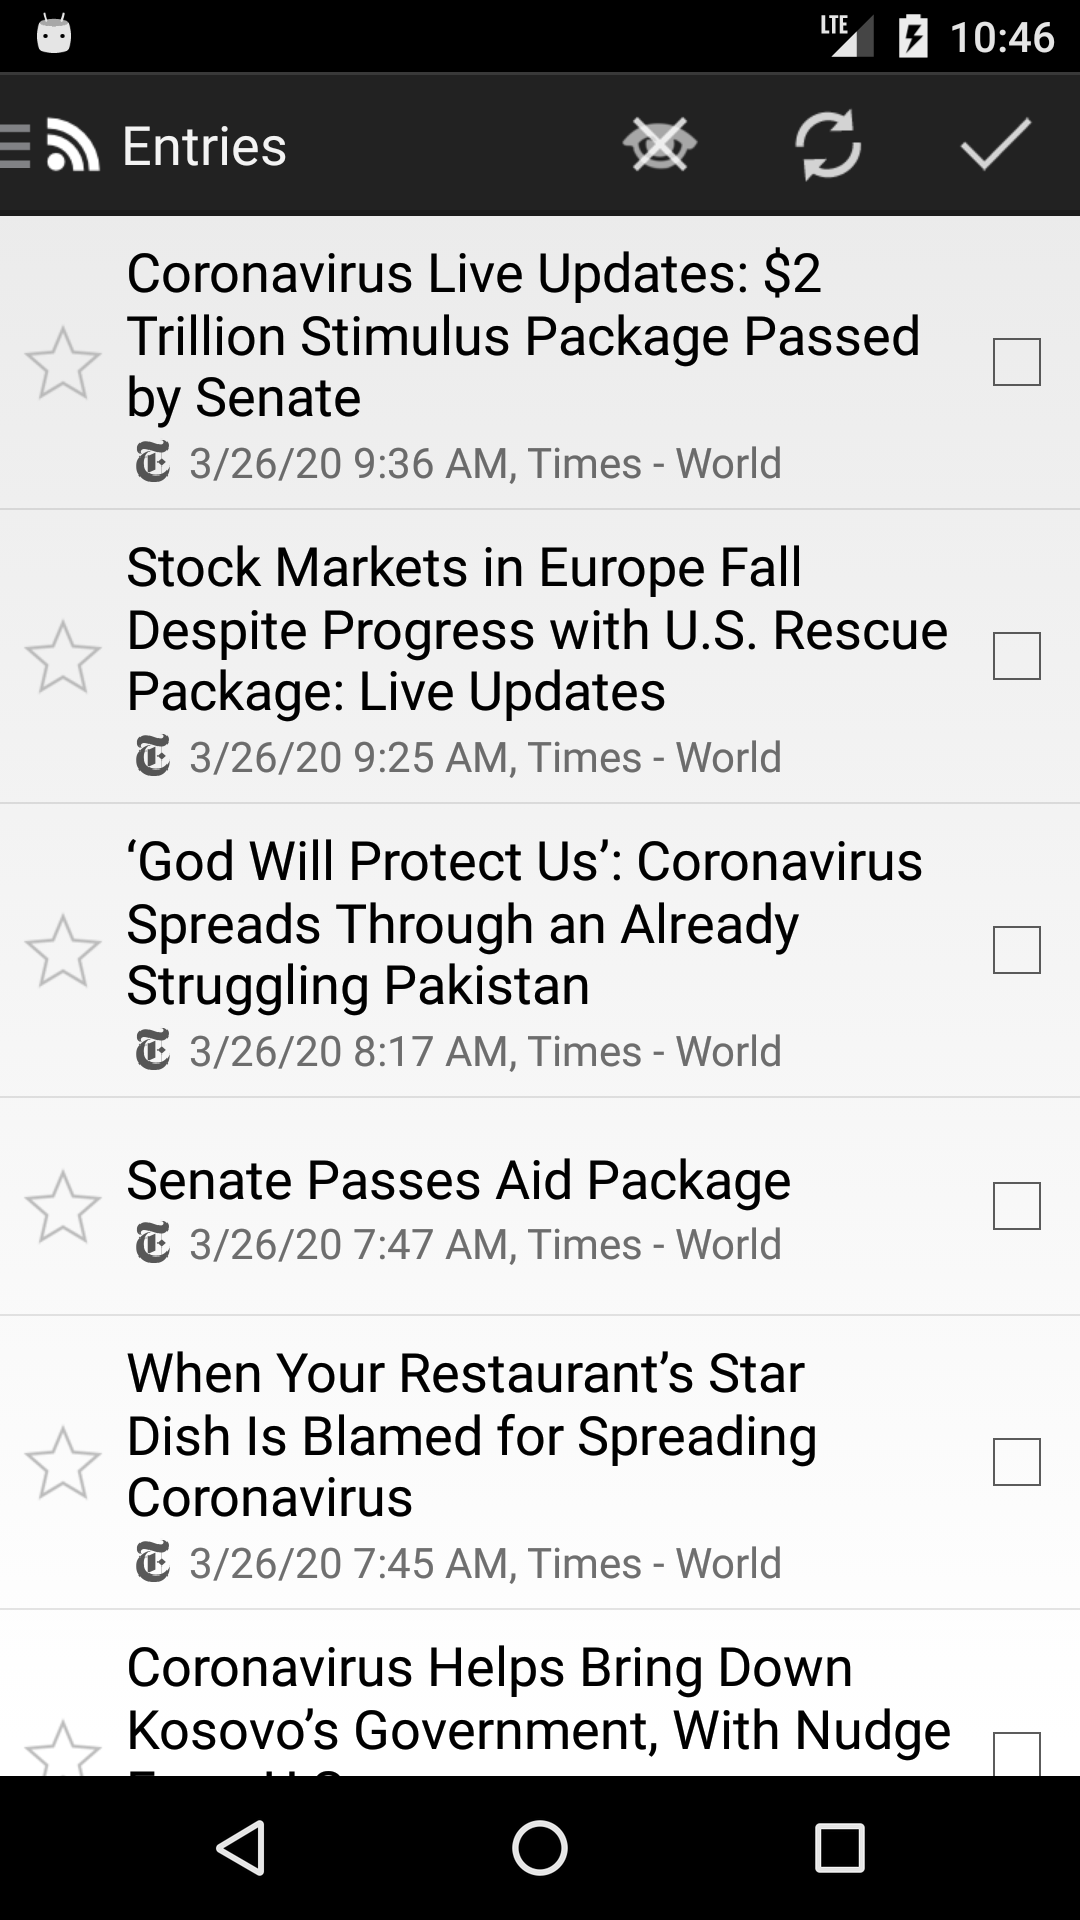 LTE 10:46
Entries
Coronavirus Live Updates: $2
Trillion Stimulus Package Passed
by Senate
3/26/20 9:36 AM, Times - World
Stock Markets in Europe Fall
Despite Progress with U.S. Rescue
Package: Live Updates
3/26/20 9:25 AM, Times - World
‘God Will Protect Us’: Coronavirus
Spreads Through an Already
Struggling Pakistan
3/26/20 8:17 AM, Times - World
Senate Passes Aid Package
3/26/20 7:47 AM, Times - World
When Your Restaurant’s Star
Dish Is Blamed for Spreading
Coronavirus
3/26/20 7:45 AM, Times - World
Coronavirus Helps Bring Down
Kosovo’s Government, With Nudge